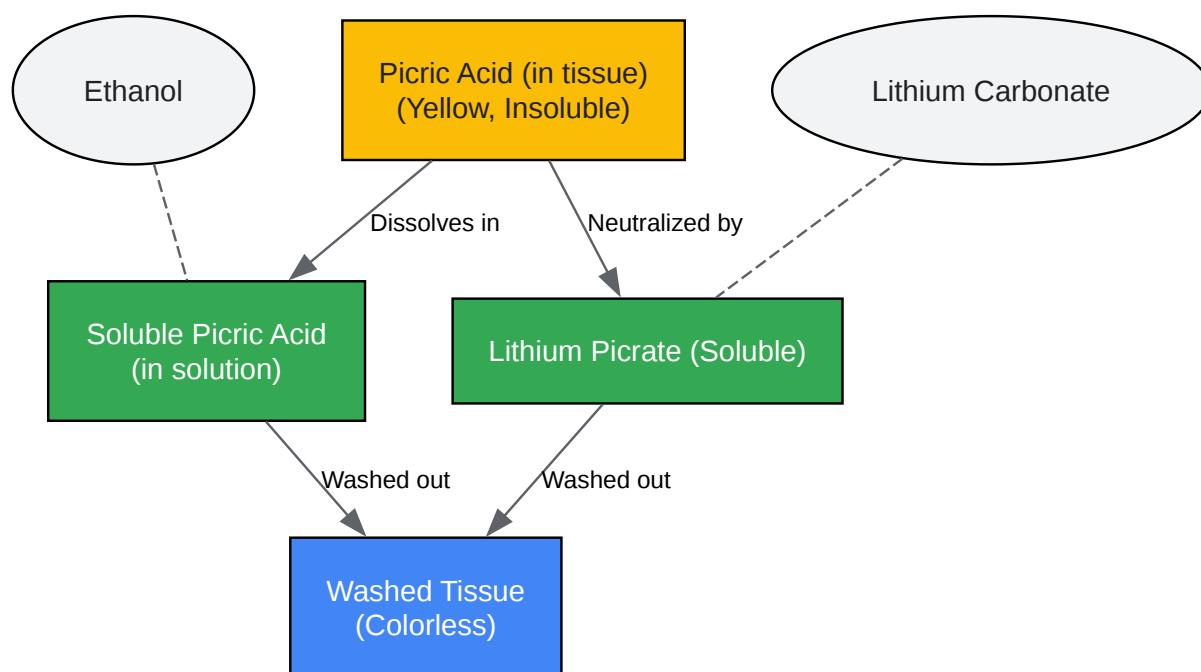 Ethanol
Picric Acid (in tissue)
(Yellow, Insoluble)
Lithium Carbonate
Dissolves in
Neutralized by
Soluble Picric Acid
(in solution)
Lithium Picrate (Soluble)
Washed out
Washed out
Washed Tissue
(Colorless)